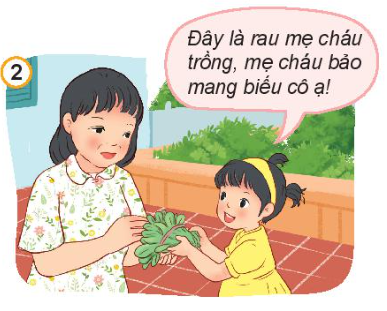 2
Đây là rau mẹ cháu
trồng, mẹ cháu bảo
mang biếu cô ạ!